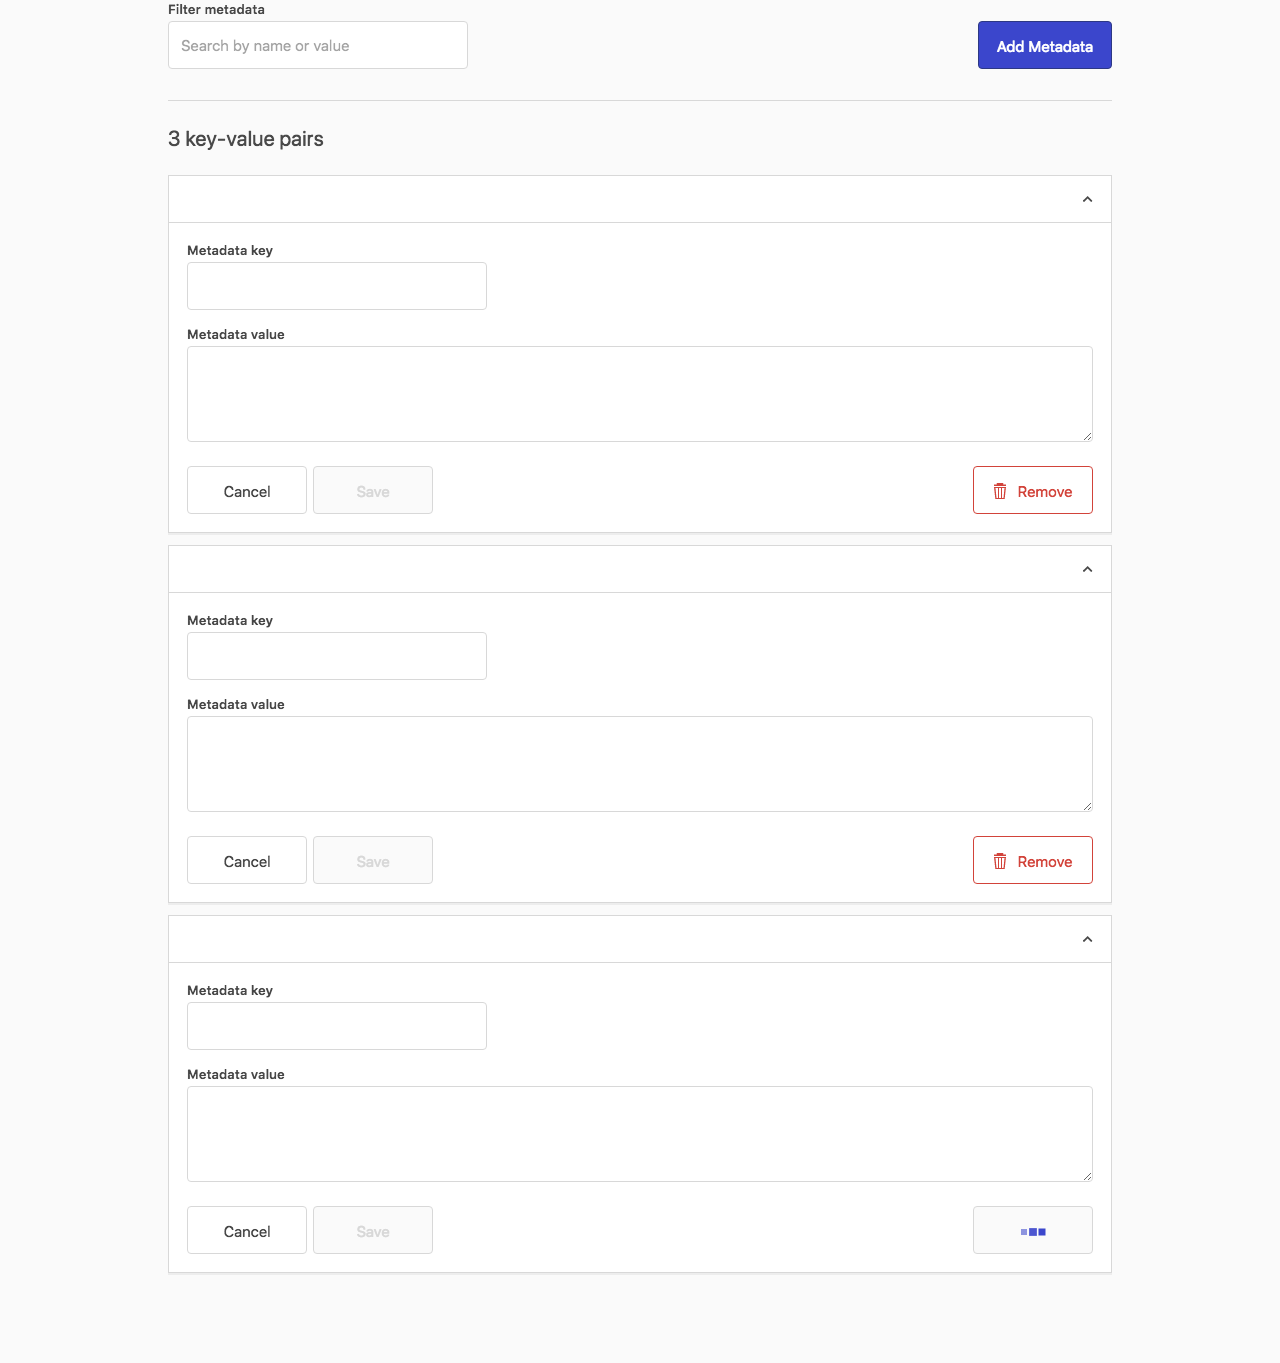 Filter metadata
Search by name or value
Add Metadata
3 key-value pairs
Metadata key
Metadata value
Cancel
Save
Remove
Metadata key
Metadata value
Cancel
Save
Remove
Metadata key
Metadata value
Cancel
Save